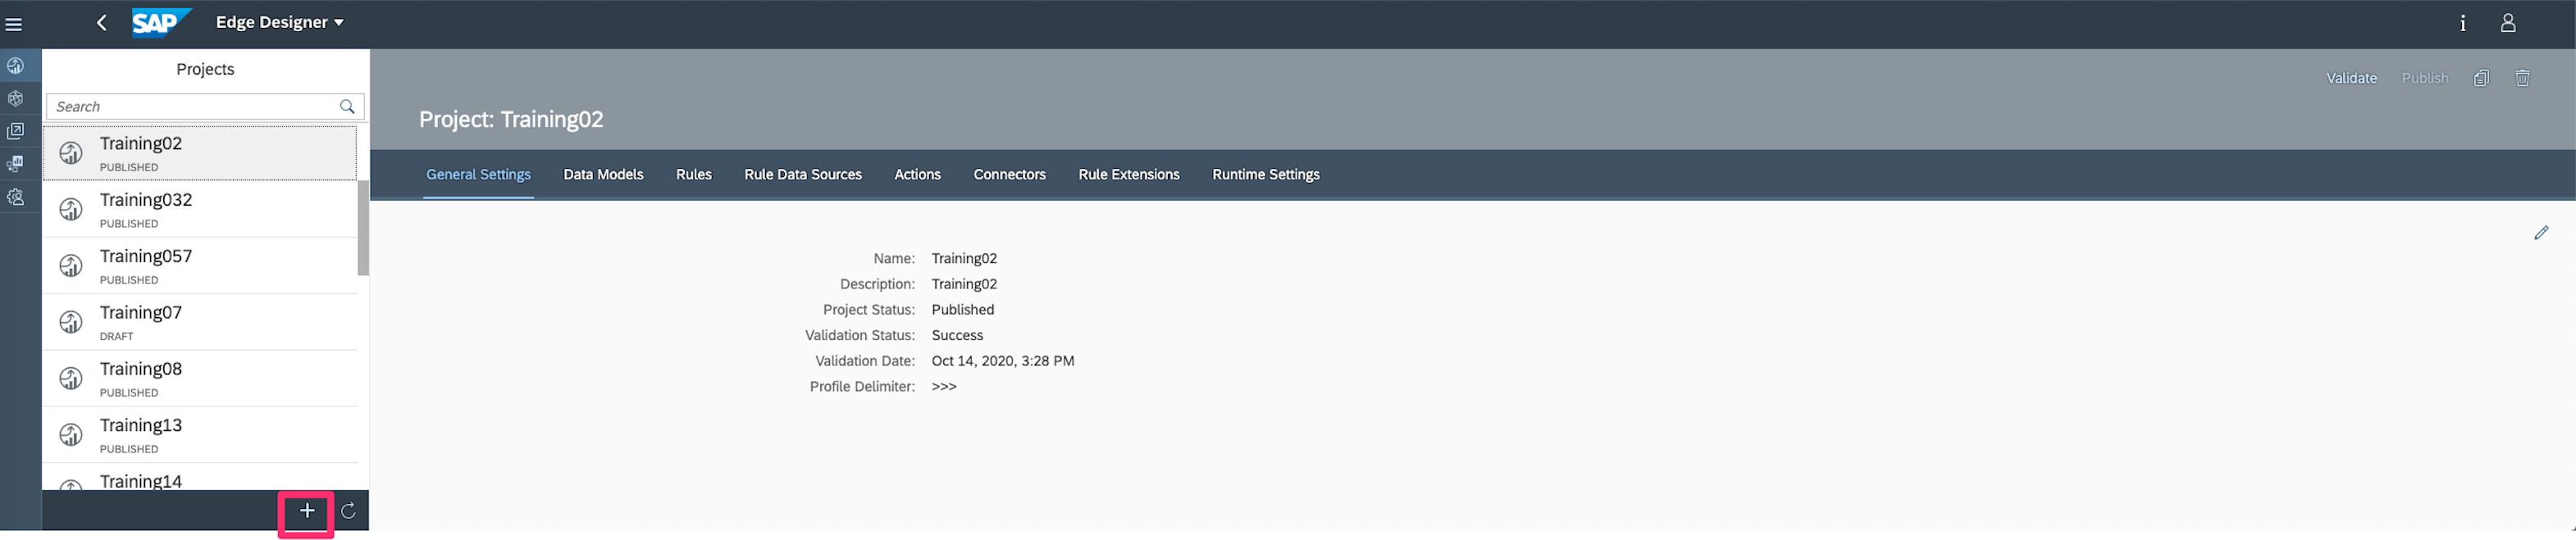 SAP Edge Designer
Projects
Search
Training02
PUBLISHED
Training032
PUBLISHED
Training057
PUBLISHED
Training07
DRAFT
Training08
PUBLISHED
Training13
PUBLISHED
Training14
Validate Publish
Project: Training02
General Settings Data Models Rules Rule Data Sources Actions Connectors Rule Extensions Runtime Settings
Name: Training02
Description: Training02
Project Status: Published
Validation Status: Success
Validation Date: Oct 14, 2020, 3:28 PM
Profile Delimiter: >>>